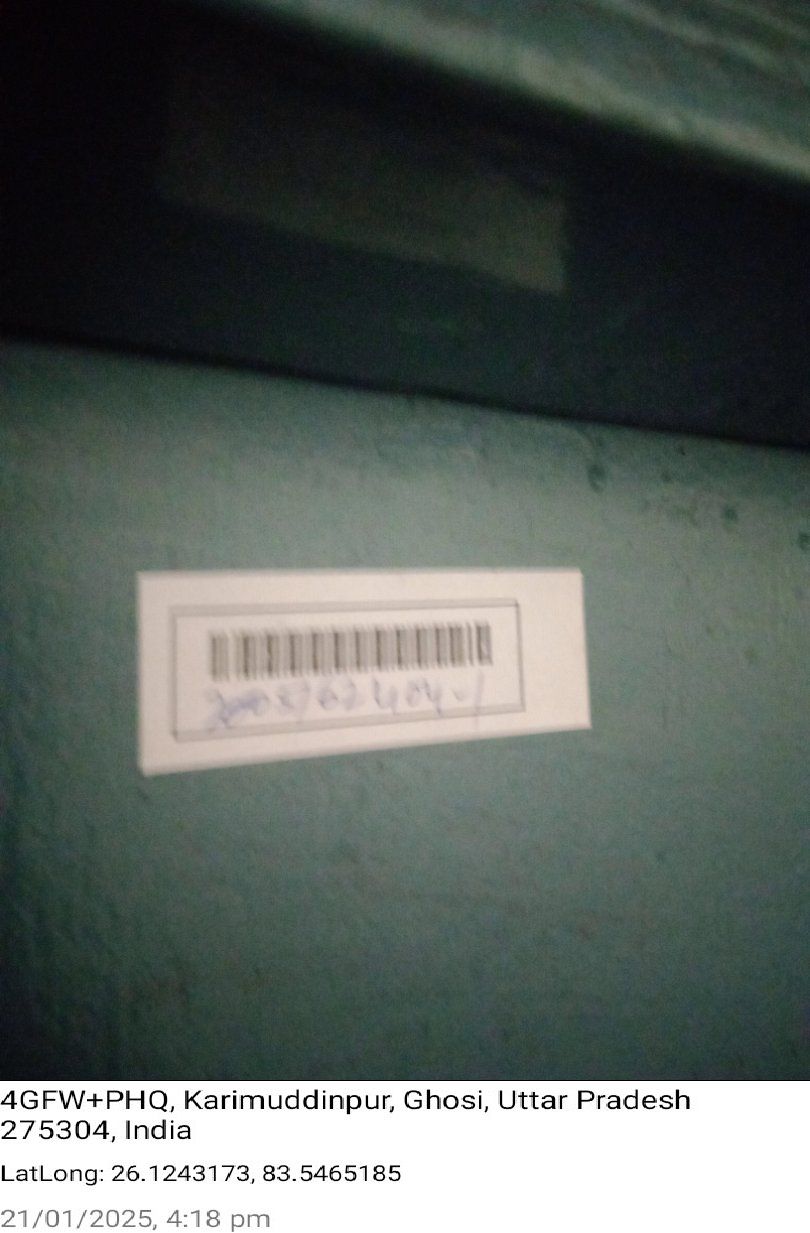 4GFW+PHQ, Karimuddinpur, Ghosi, Uttar Pradesh
275304, India
LatLong: 26.1243173, 83.5465185
21/01/2025, 4:18 pm